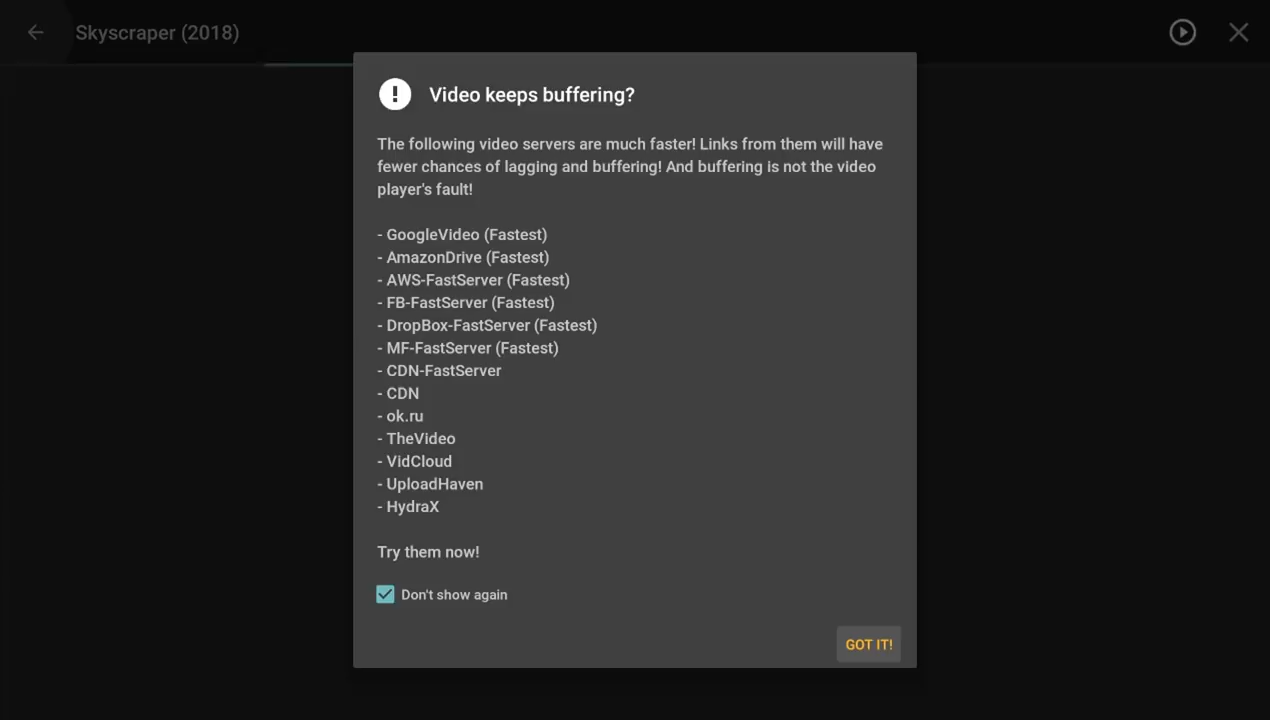 Skyscraper (2018)
Video keeps buffering?
The following video servers are much faster! Links from them will have
fewer chances of lagging and buffering! And buffering is not the video
player's fault!
- GoogleVideo (Fastest)
- AmazonDrive (Fastest)
- AWS-FastServer (Fastest)
- FB-FastServer (Fastest)
- DropBox-FastServer (Fastest)
- MF-FastServer (Fastest)
- CDN-FastServer
- CDN
- ok.ru
- TheVideo
- VidCloud
- UploadHaven
- HydraX
Try them now!
Don't show again
GOT IT!